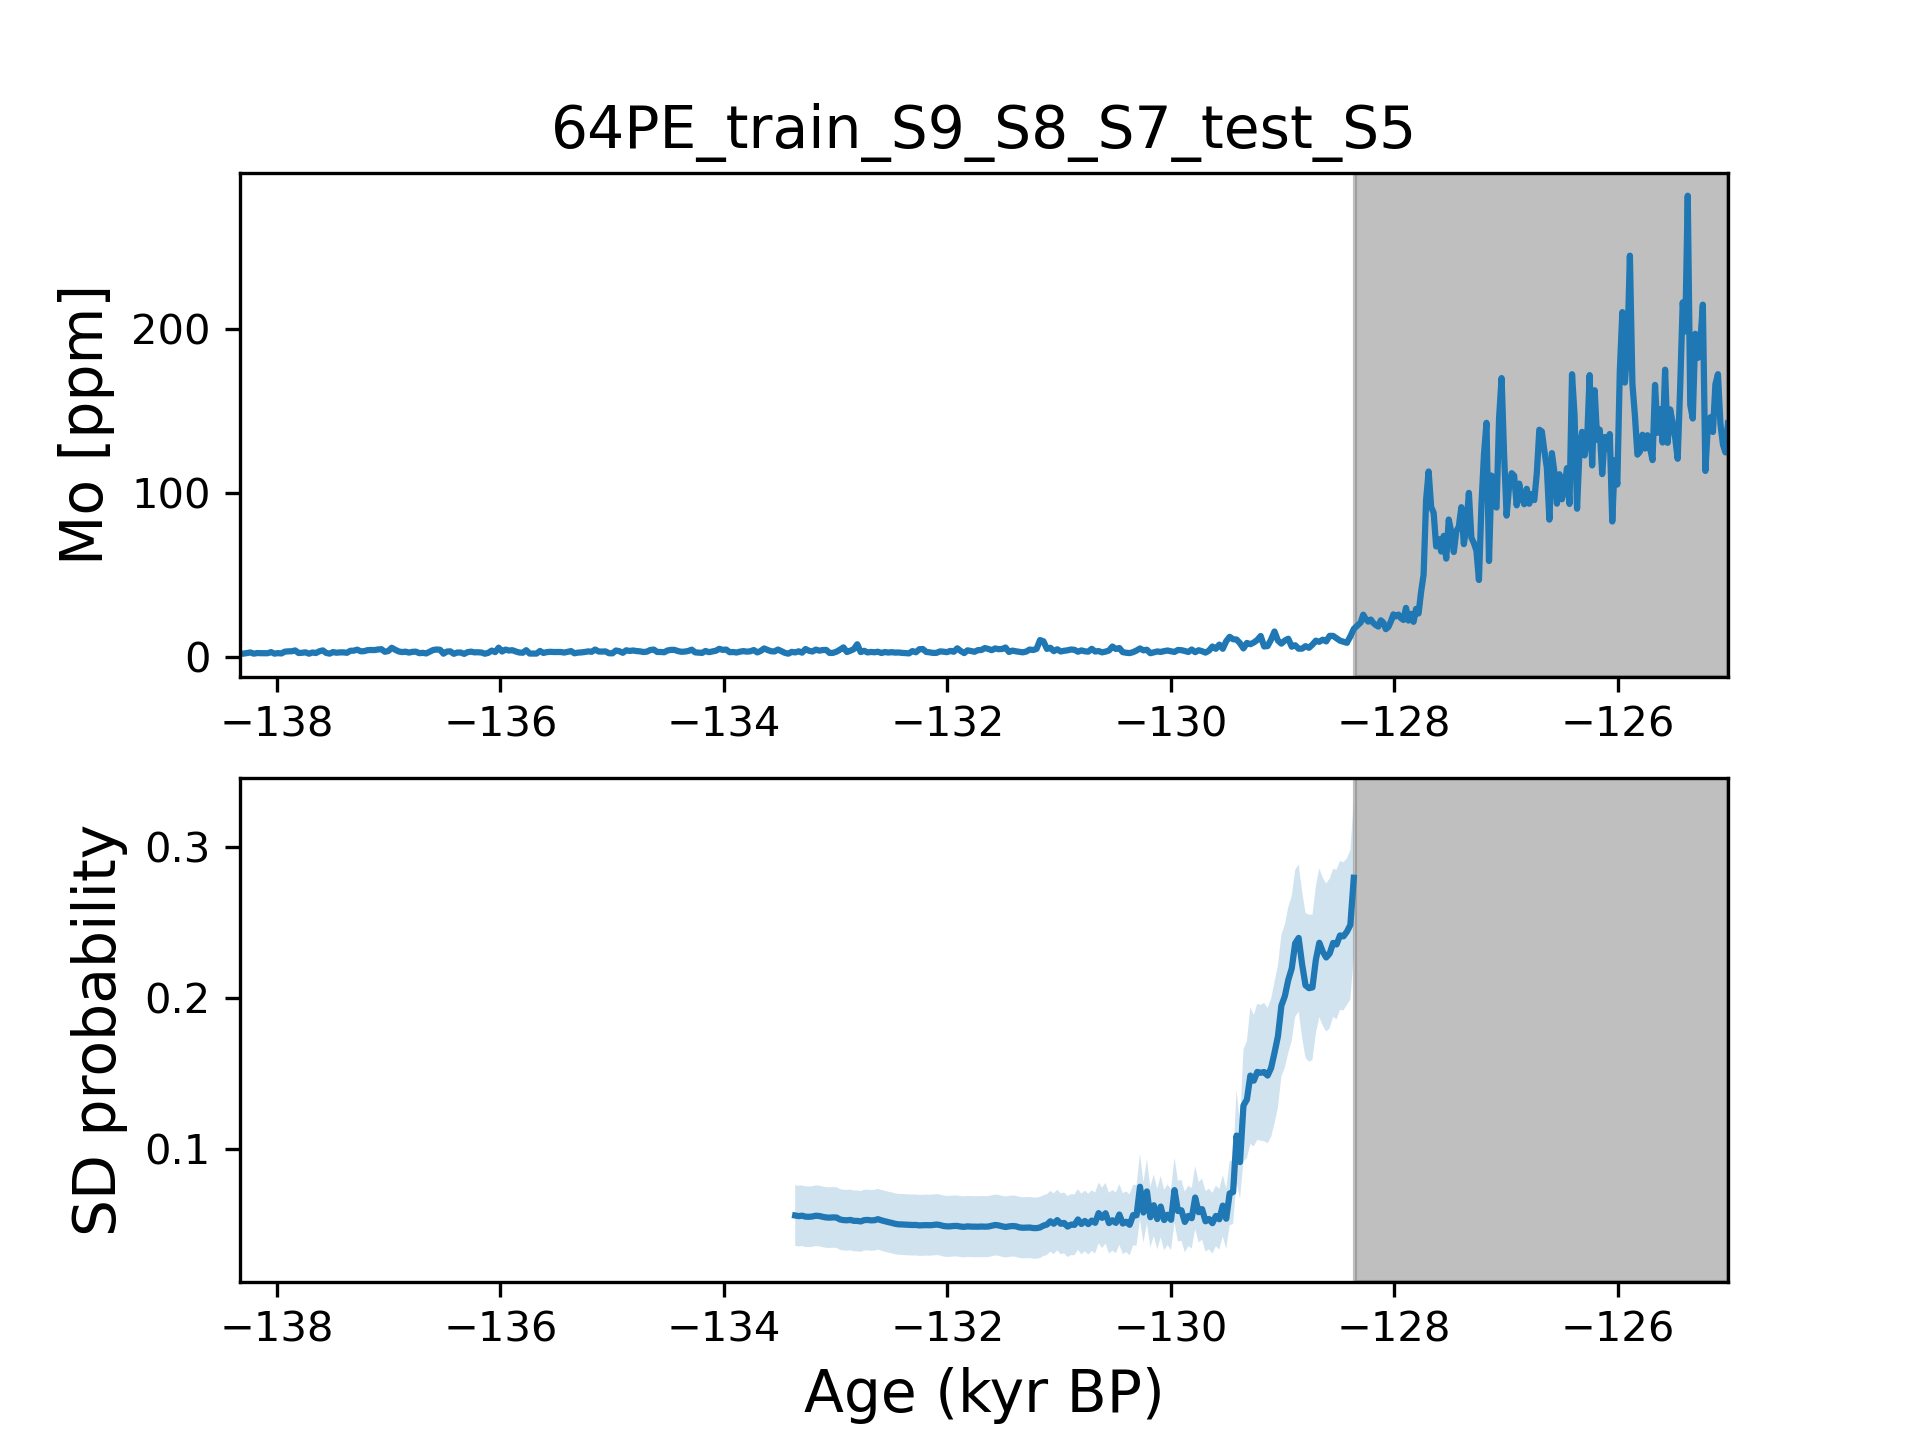 64PE_train_S9_S8_S7_test_S5
Mo [ppm]
200
100
0
−138 −136 −134 −132 −130 −128 −126
SD probability
0.3
0.2
0.1
−138 −136 −134 −132 −130 −128 −126
Age (kyr BP)